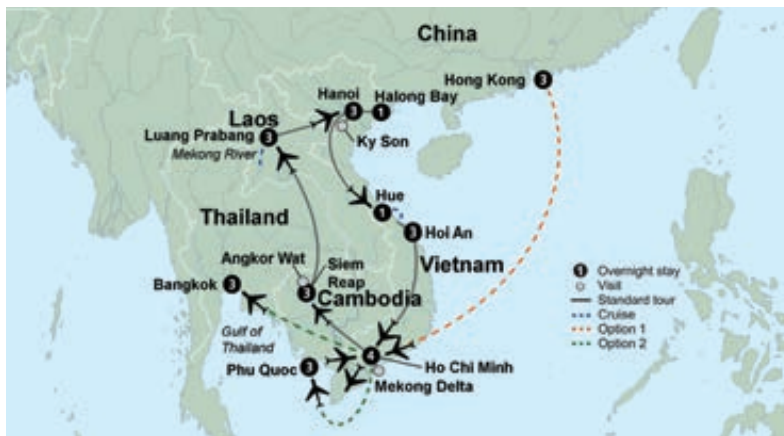 China
Hong Kong 3
Hanoi
3
Halong Bay
1
Laos
Luang Prabang 3
Ky Son
Mekong River
Hue
1
3 Hoi An
Thailand
Vietnam
Angkor Wat
Siem
Reap
Bangkok 3
3
Cambodia
1 Overnight stay
Visit
Standard tour
Cruise
Option 1
Option 2
Gulf of
Thailand
4
Ho Chi Minh
Phu Quoc 3
Mekong Delta